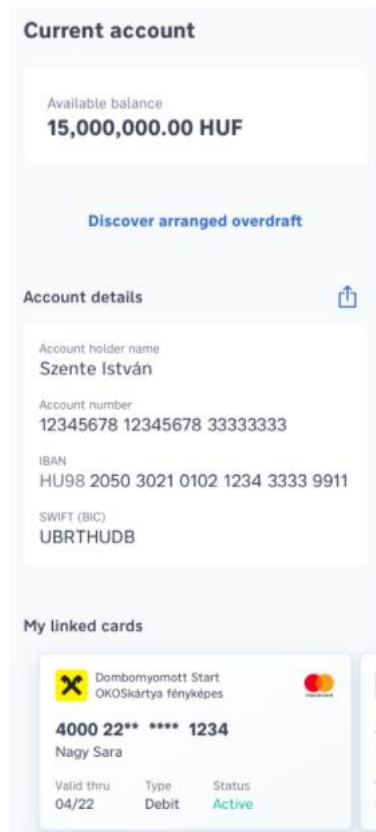 Current account
Available balance
15,000,000.00 HUF
Discover arranged overdraft
Account details
Account holder name
Szente István
Account number
12345678 12345678 33333333
IBAN
HU98 2050 3021 0102 1234 3333 9911
SWIFT (BIC)
UBRTHUDB
My linked cards
Dombornyomott Start
OKOSkártya fényképes
mastercard
4000 22** **** 1234
Nagy Sara
Valid thru Type Status
04/22 Debit Active